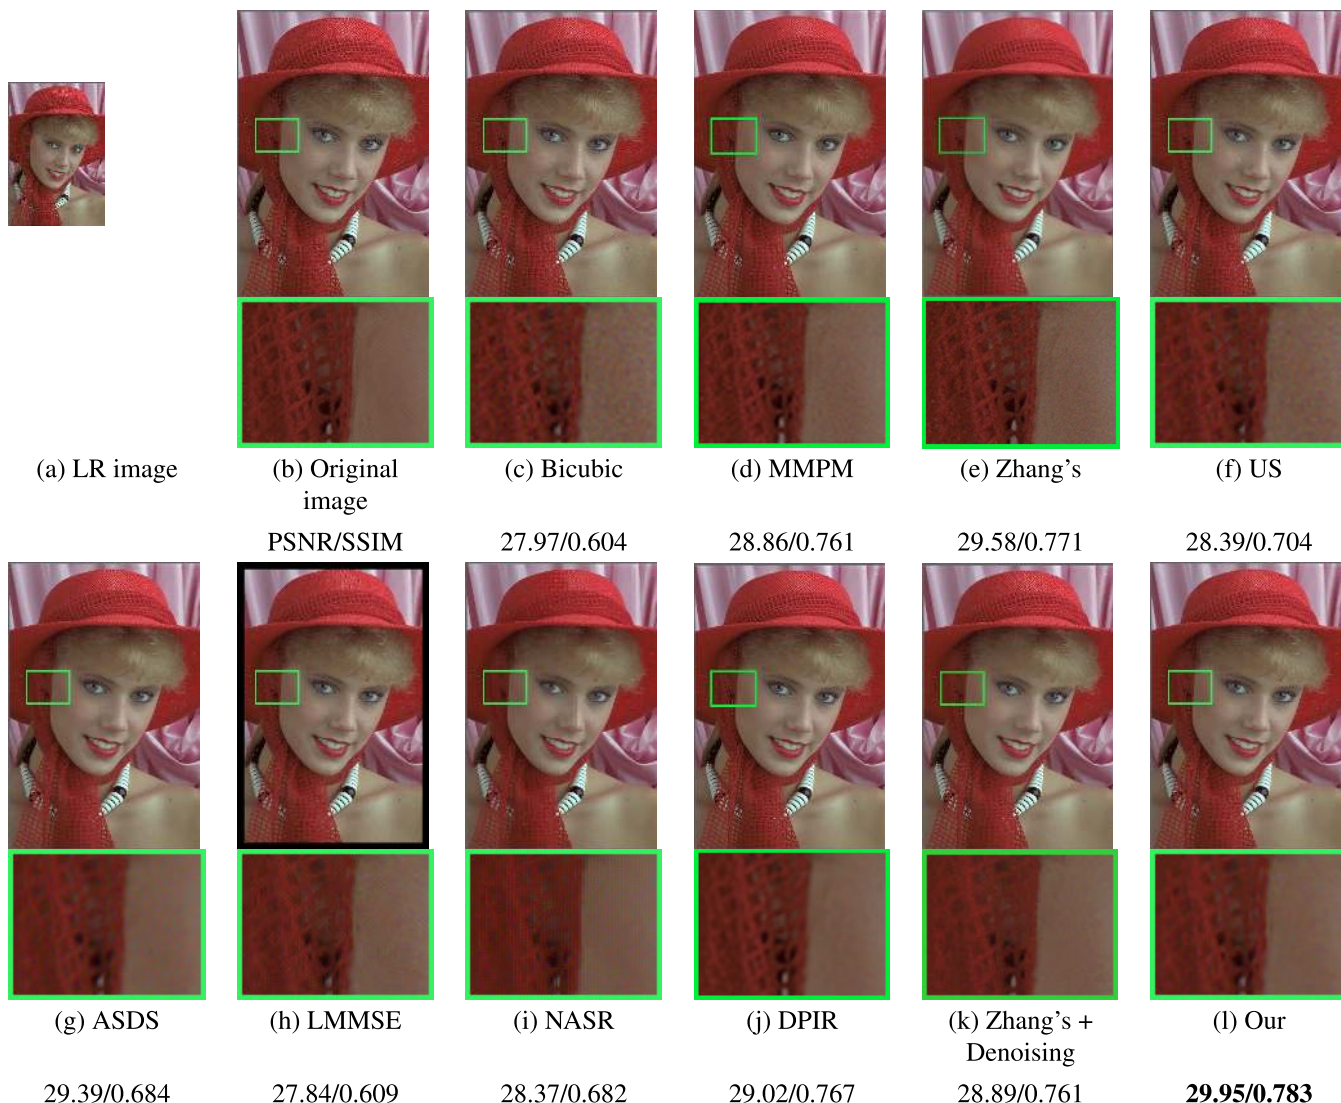 (a) LR image
(b) Original image
(c) Bicubic
(d) MMPM
(e) Zhang's
(f) US
PSNR/SSIM
27.97/0.604
28.86/0.761
29.58/0.771
28.39/0.704
(g) ASDS
(h) LMMSE
(i) NASR
(j) DPIR
(k) Zhang's + Denoising
(l) Our
29.39/0.684
27.84/0.609
28.37/0.682
29.02/0.767
28.89/0.761
29.95/0.783